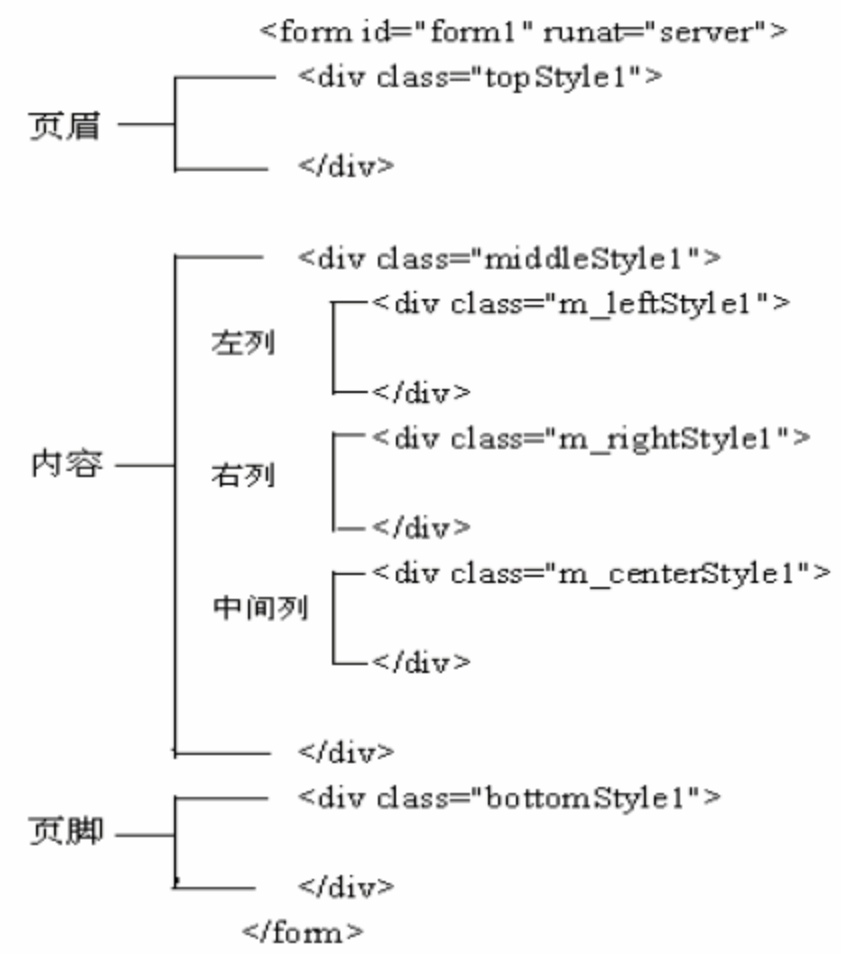 <form id="form1" runat="server">
<div class="topStyle1">
页眉
</div>
<div class="middleStyle1">
<div class="m_leftStyle1">
左列
</div>
<div class="m_rightStyle1">
内容
右列
</div>
<div class="m_centerStyle1">
中间列
</div>
</div>
<div class="bottomStyle1">
页脚
</div>
</form>